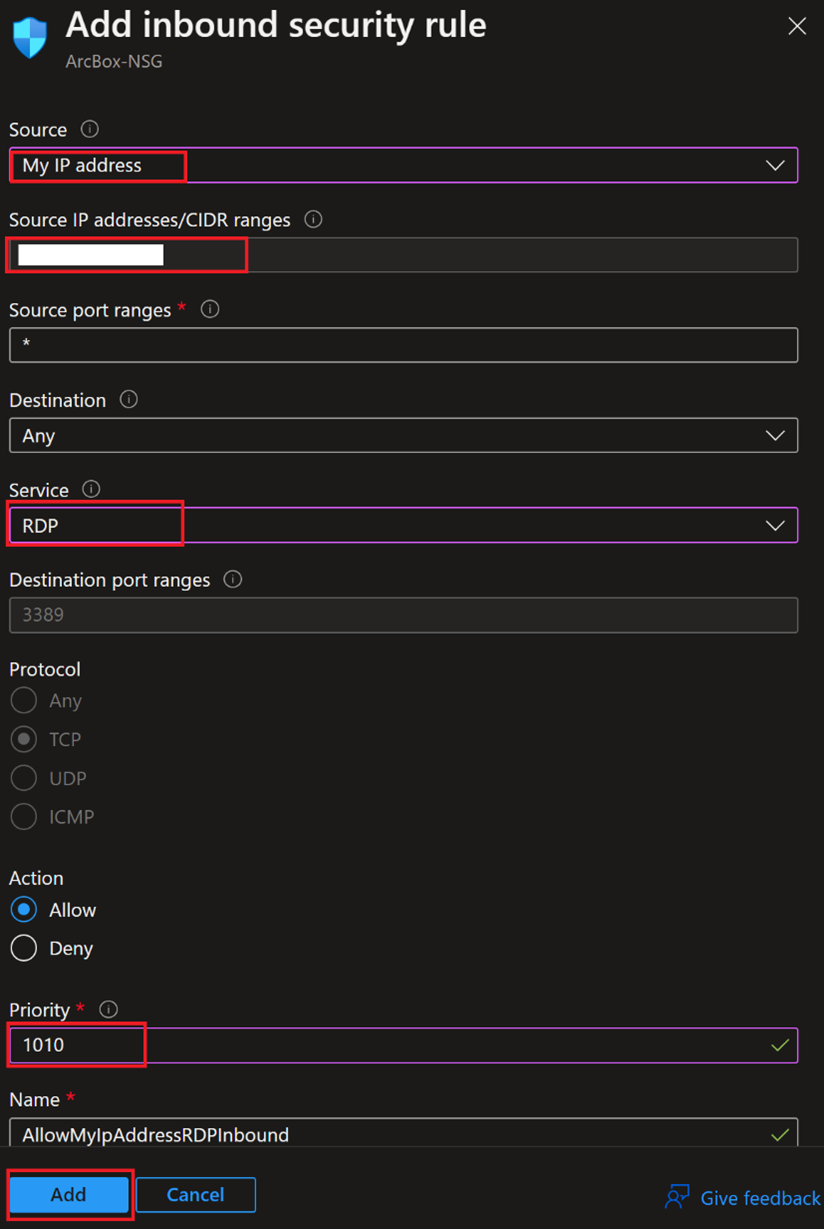 Add inbound security rule
ArcBox-NSG
Source
My IP address
Source IP addresses/CIDR ranges
Source port ranges *
*
Destination
Any
Service
RDP
Destination port ranges
3389
Protocol
Any
TCP
UDP
ICMP
Action
Allow
Deny
Priority *
1010
Name *
AllowMyIpAddressRDPInbound
Add Cancel Give feedback